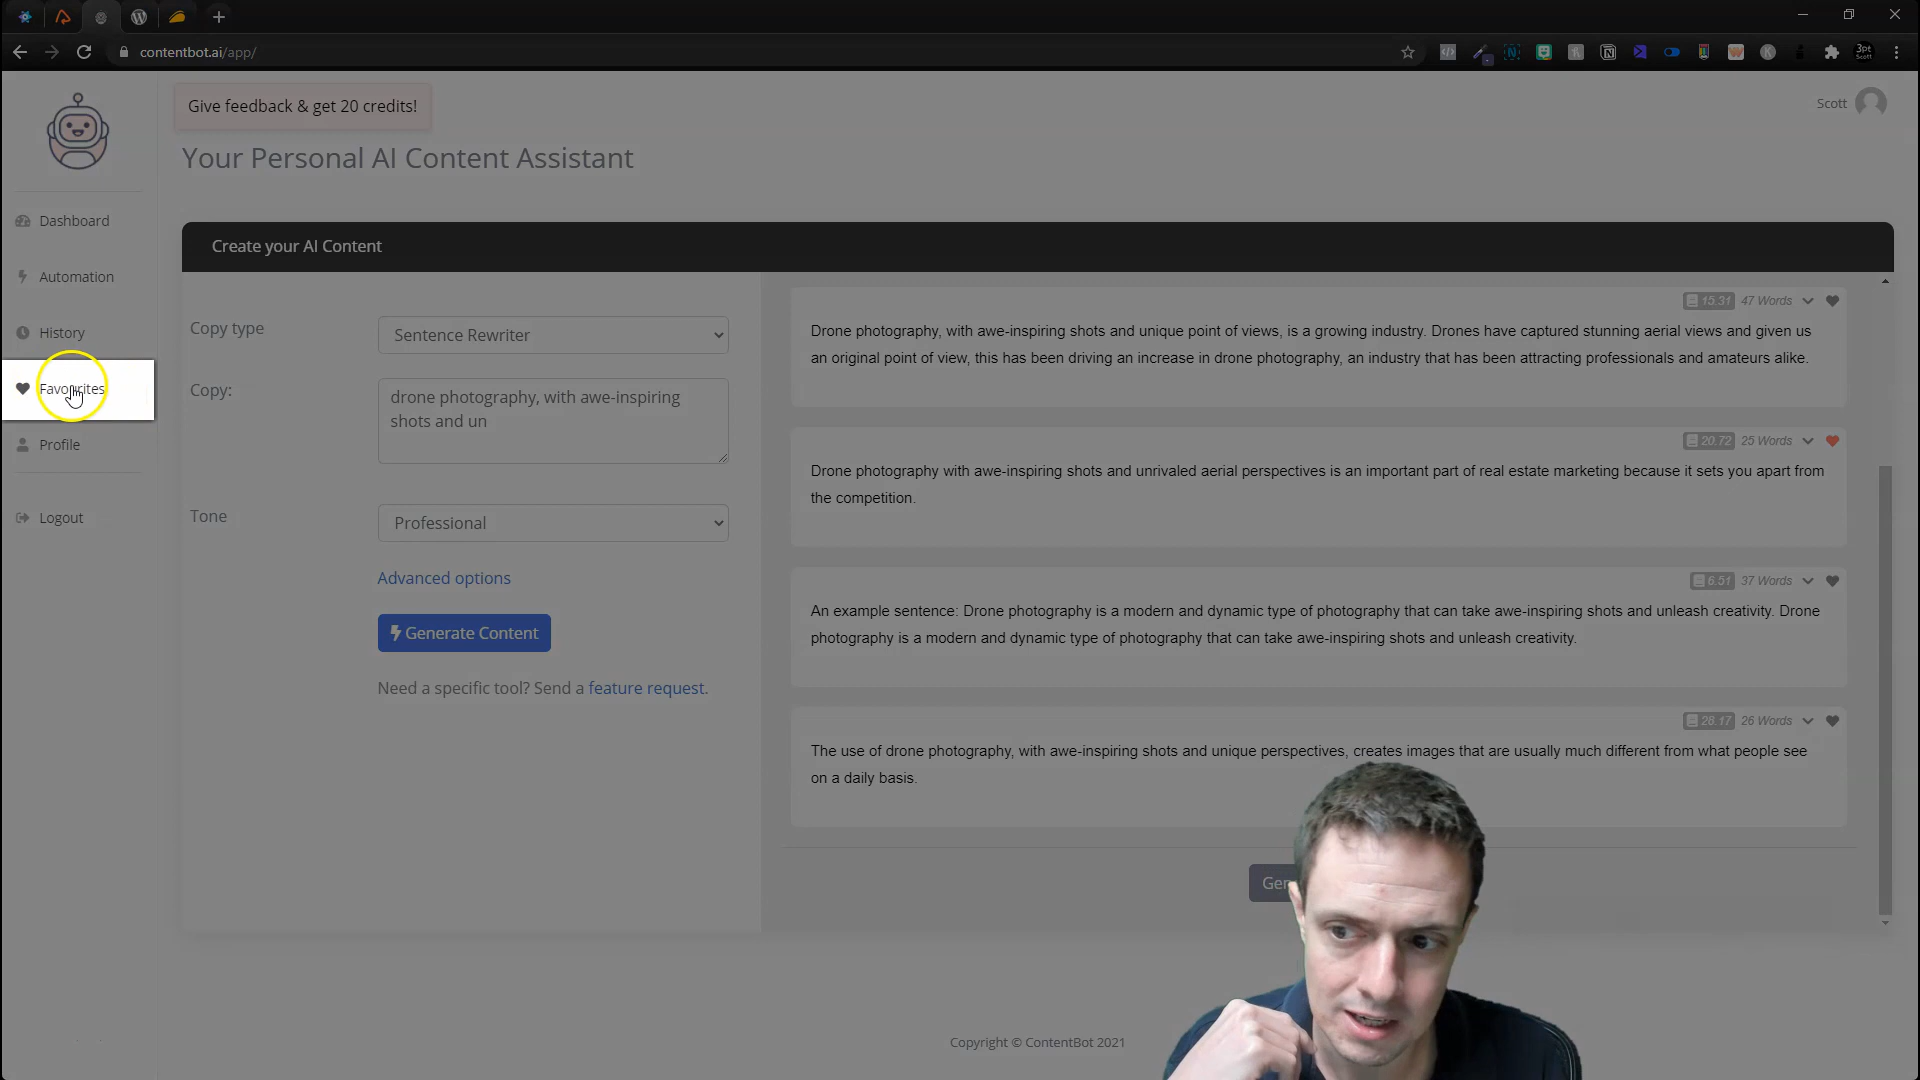 contentbot.ai/app/
3pt
Scott
Give feedback & get 20 credits!
Scott
Your Personal AI Content Assistant
Dashboard
Automation
History
Favourites
Profile
Logout
Create your AI Content
Copy type
Sentence Rewriter
Copy:
drone photography, with awe-inspiring
shots and un
Tone
Professional
Advanced options
Generate Content
Need a specific tool? Send a feature request.
15.31 47 Words
Drone photography, with awe-inspiring shots and unique point of views, is a growing industry. Drones have captured stunning aerial views and given us
an original point of view, this has been driving an increase in drone photography, an industry that has been attracting professionals and amateurs alike.
20.72 25 Words
Drone photography with awe-inspiring shots and unrivaled aerial perspectives is an important part of real estate marketing because it sets you apart from
the competition.
6.51 37 Words
An example sentence: Drone photography is a modern and dynamic type of photography that can take awe-inspiring shots and unleash creativity. Drone
photography is a modern and dynamic type of photography that can take awe-inspiring shots and unleash creativity.
28.17 26 Words
The use of drone photography, with awe-inspiring shots and unique perspectives, creates images that are usually much different from what people see
on a daily basis.
Gen
Copyright © ContentBot 2021